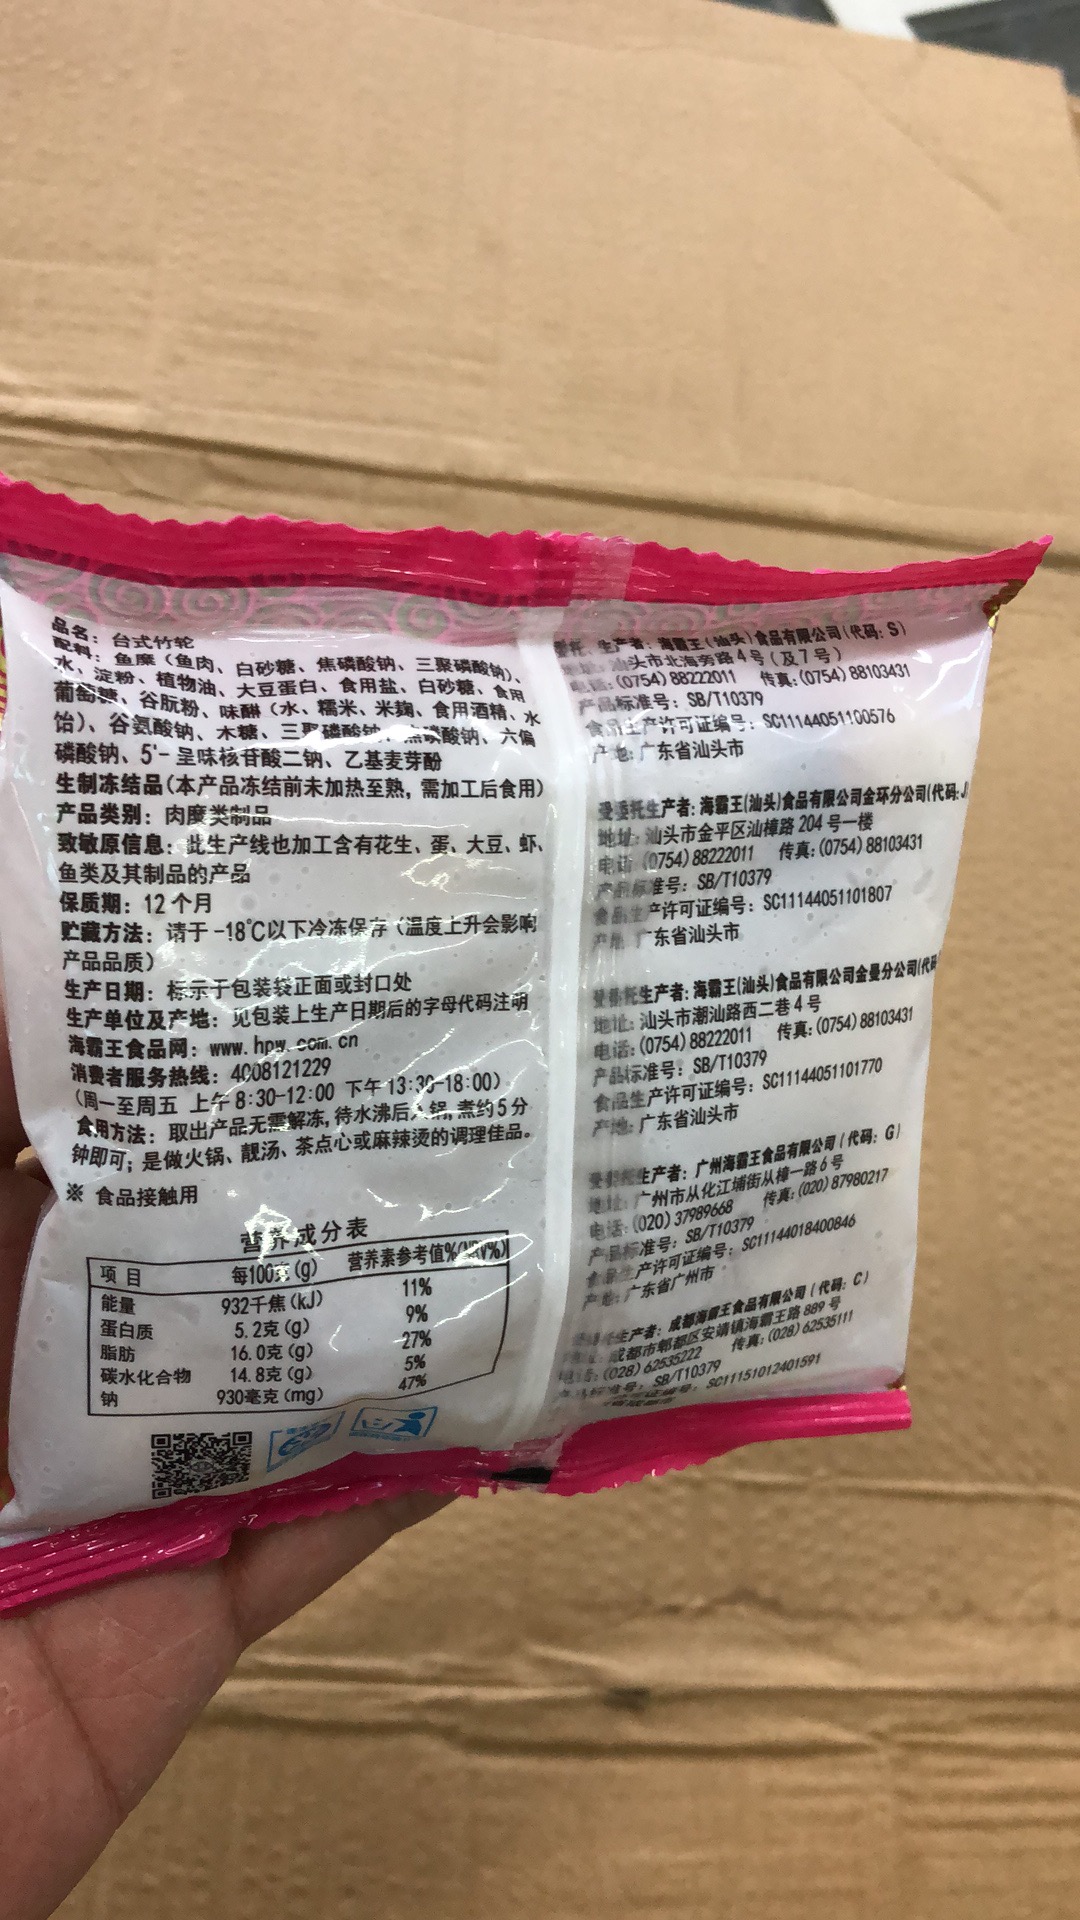 品名：台式竹轮
配料：鱼糜（鱼肉、白砂糖、焦磷酸钠、三聚磷酸钠）、
水、淀粉、植物油、大豆蛋白、食用盐、白砂糖、食用
葡萄糖、谷朊粉、味醂（水、糯米、米麹、食用酒精、水
饴）、谷氨酸钠、木糖、三聚磷酸钠、焦磷酸钠、六偏
磷酸钠、5'-呈味核苷酸二钠、乙基麦芽酚
生制冻结品(本产品冻结前未加热至熟，需加工后食用)
产品类别：肉糜类制品
致敏原信息：此生产线也加工含有花生、蛋、大豆、虾、
鱼类及其制品的产品
保质期：12个月
贮藏方法：请于-18℃以下冷冻保存（温度上升会影响
产品品质）
生产日期：标示于包装袋正面或封口处
生产单位及产地：见包装上生产日期后的字母代码注明
海霸王食品网：www.hpw.com.cn
消费者服务热线：4008121229
（周一至周五 上午8:30-12:00 下午13:30-18:00）
食用方法：取出产品无需解冻，待水沸后入锅，煮约5分
钟即可；是做火锅、靓汤、茶点心或麻辣烫的调理佳品。
※ 食品接触用
营养成分表
项目 每100克(g) 营养素参考值%(NRV%)
能量 932千焦(kJ) 11%
蛋白质 5.2克(g) 9%
脂肪 16.0克(g) 27%
碳水化合物 14.8克(g) 5%
钠 930毫克(mg) 47%
委托、生产者：海霸王(汕头)食品有限公司(代码：S)
地址：汕头市北海旁路4号(及7号)
电话：(0754)88222011 传真：(0754)88103431
产品标准号：SB/T10379
食品生产许可证编号：SC11144051100576
产地：广东省汕头市
受委托生产者：海霸王(汕头)食品有限公司金环分公司(代码：J)
地址：汕头市金平区汕樟路204号一楼
电话：(0754)88222011 传真：(0754)88103431
产品标准号：SB/T10379
食品生产许可证编号：SC11144051101807
产地：广东省汕头市
受委托生产者：海霸王(汕头)食品有限公司金曼分公司(代码
地址：汕头市潮汕路西二巷4号
电话：(0754)88222011 传真：(0754)88103431
产品标准号：SB/T10379
食品生产许可证编号：SC11144051101770
产地：广东省汕头市
受委托生产者：广州海霸王食品有限公司(代码：G)
地址：广州市从化江埔街从樟一路6号
电话：(020)37989668 传真：(020)87980217
产品标准号：SB/T10379
食品生产许可证编号：SC11144018400846
产地：广东省广州市
生产者：成都海霸王食品有限公司(代码：C)
成都市郫都区安靖镇海霸王路889号
电话：(028)62535222 传真：(028)62535111
产品标准号：SB/T10379
许可证编号：SC11151012401591